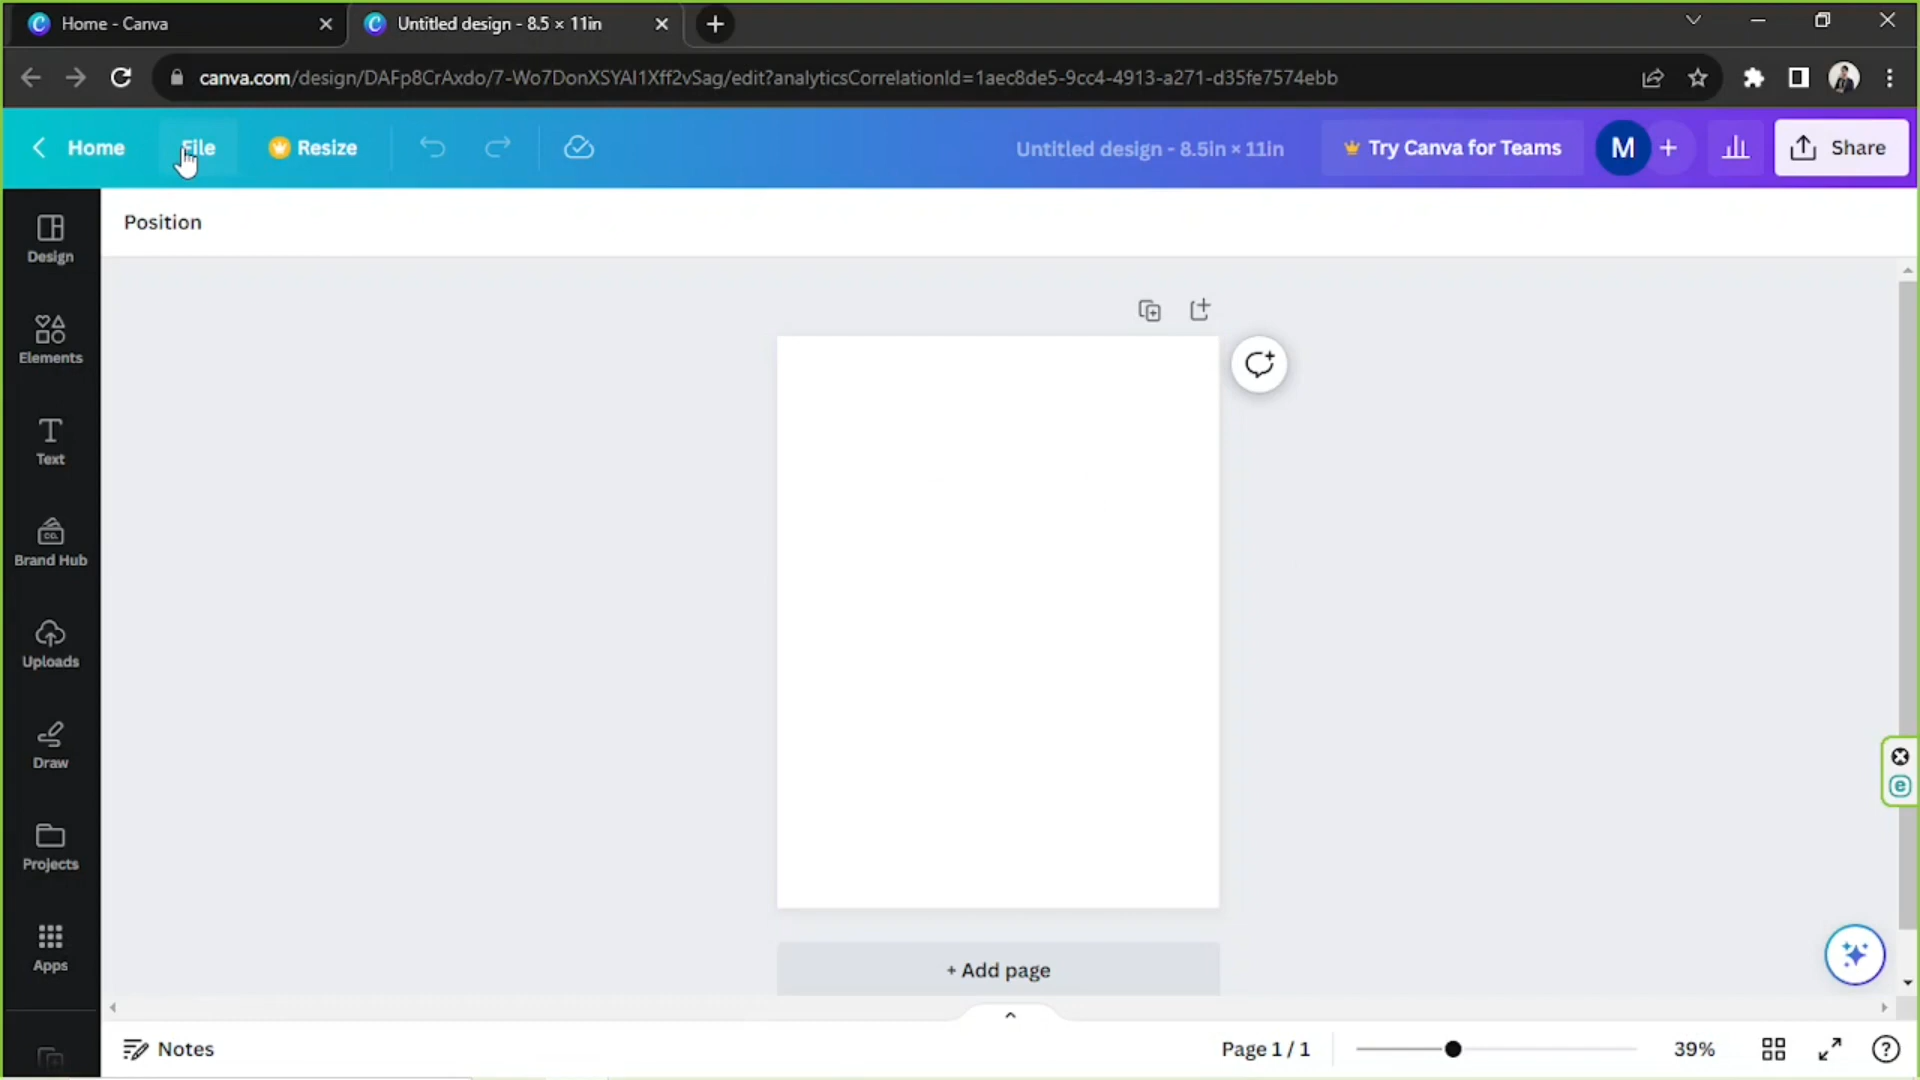 Home - Canva
Untitled design - 8.5 × 11in
canva.com/design/DAFp8CrAxdo/7-Wo7DonXSYAI1Xff2vSag/edit?analyticsCorrelationId=1aec8de5-9cc4-4913-a271-d35fe7574ebb
Home
File
Resize
Untitled design - 8.5in × 11in
Try Canva for Teams
M
Share
Position
Design
Elements
Text
CO.
Brand Hub
Uploads
Draw
Projects
Apps
+ Add page
Notes
Page 1 / 1
39%